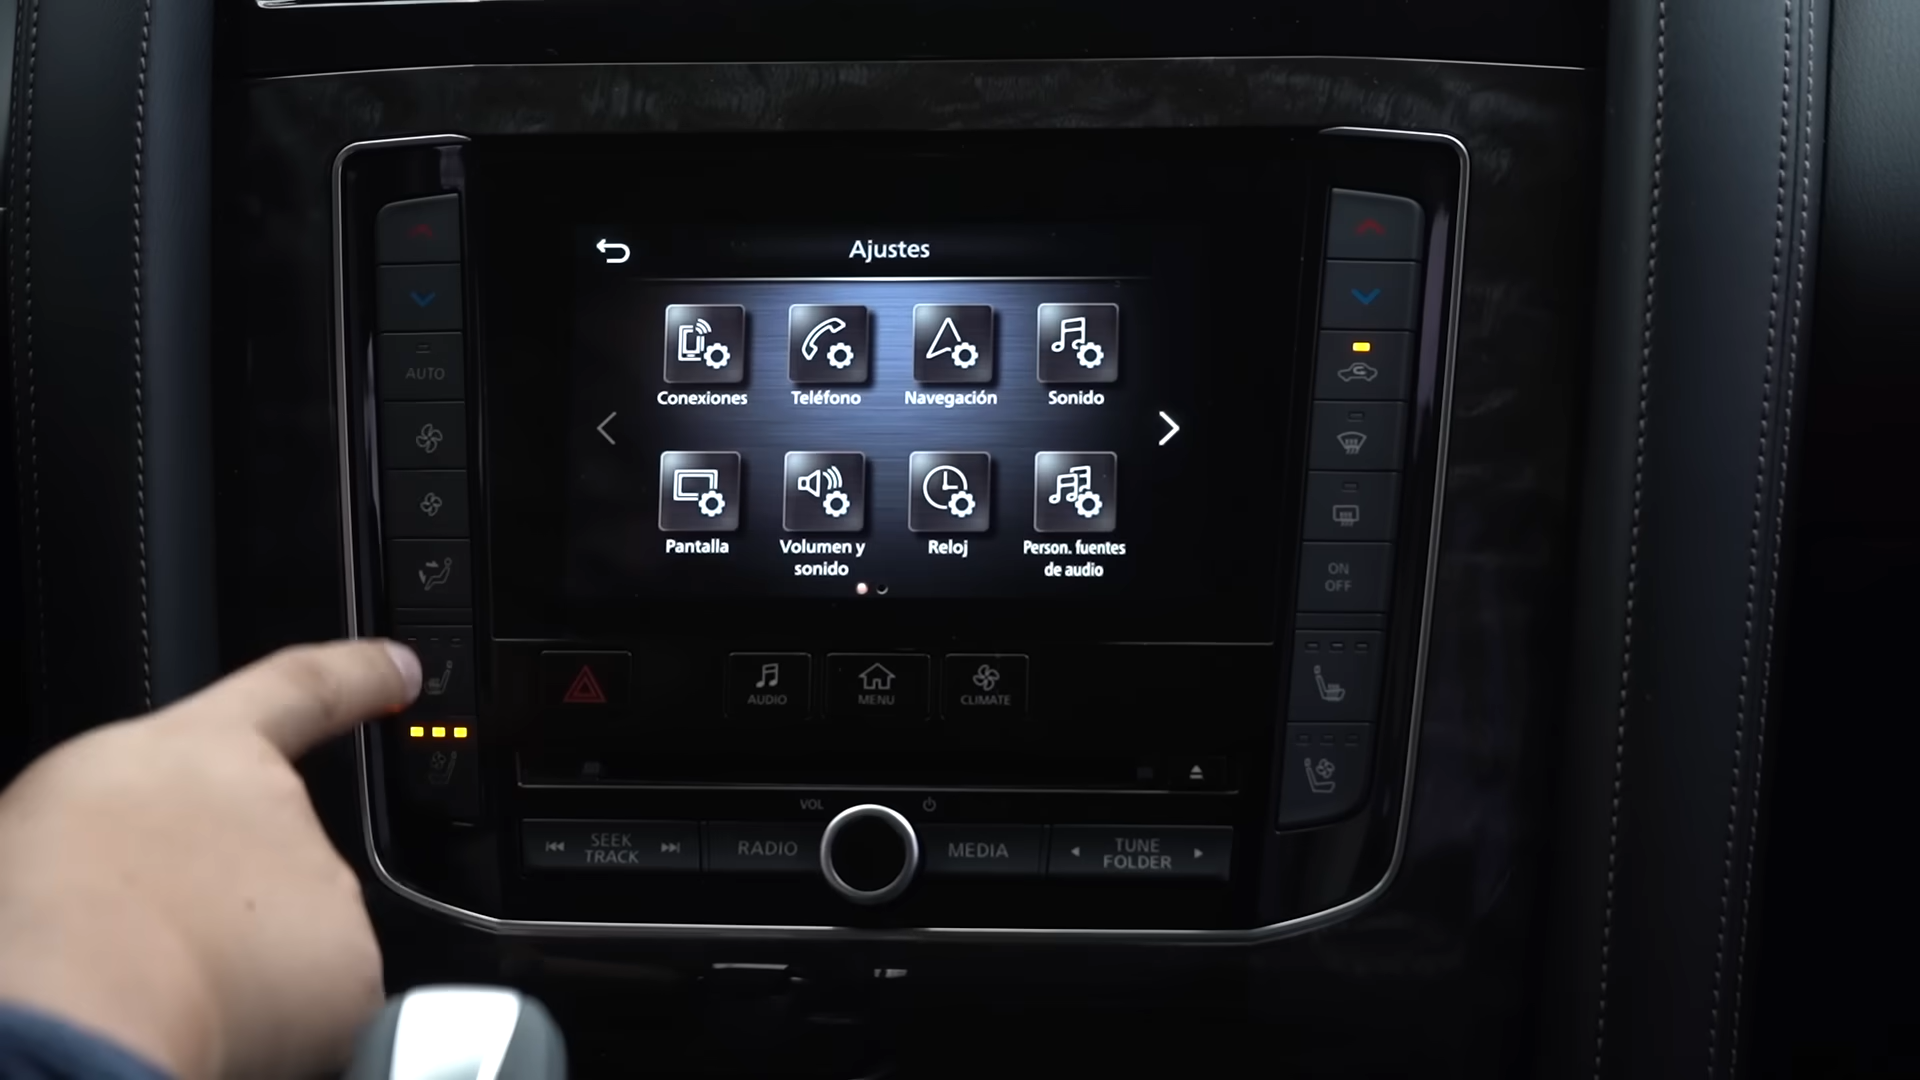 Ajustes
Conexiones
Teléfono
Navegación
Sonido
Pantalla
Volumen y
sonido
Reloj
Person. fuentes
de audio
AUTO
ON
OFF
AUDIO
MENU
CLIMATE
VOL
SEEK
TRACK
RADIO
MEDIA
TUNE
FOLDER